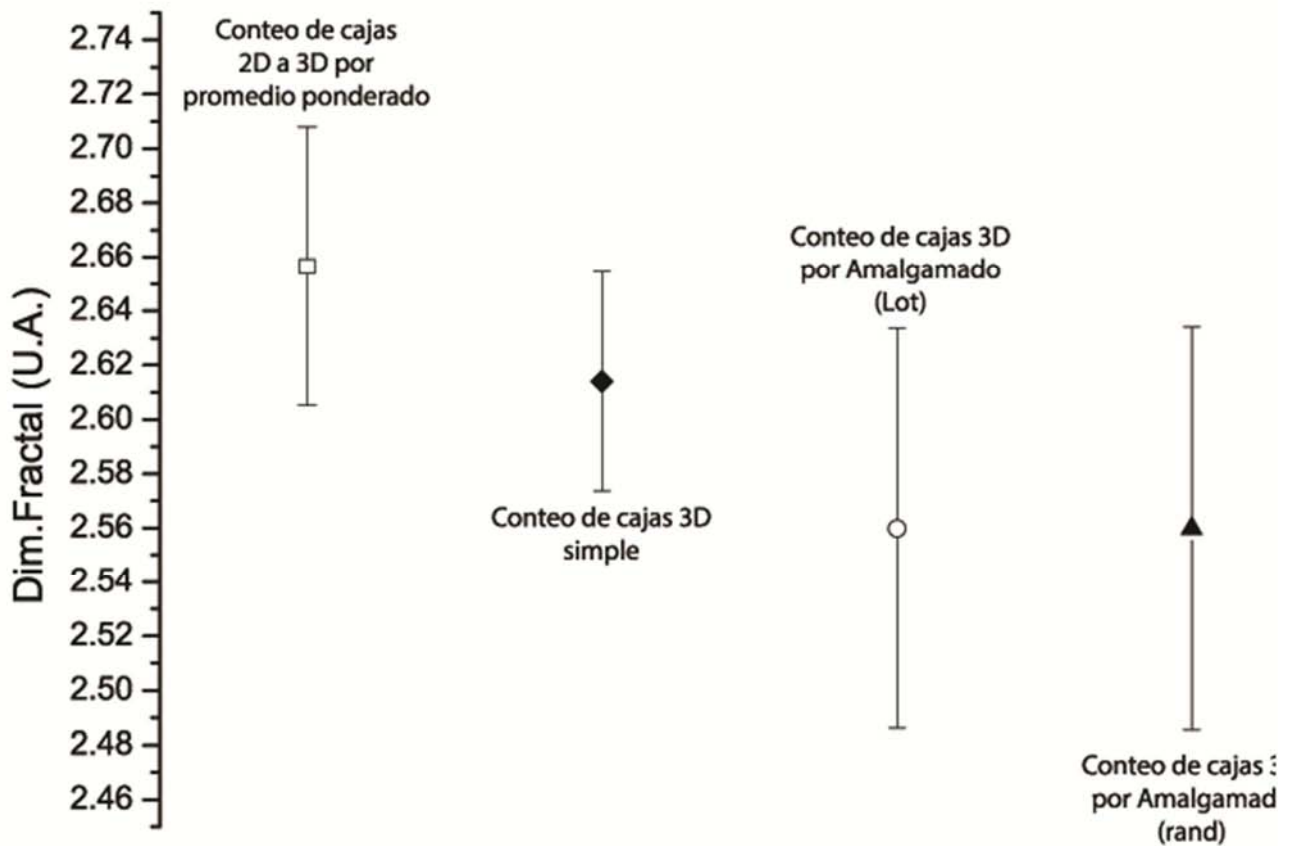 Dim.Fractal (U.A.)
2.74
2.72
2.70
2.68
2.66
2.64
2.62
2.60
2.58
2.56
2.54
2.52
2.50
2.48
2.46
Conteo de cajas
2D a 3D por
promedio ponderado
Conteo de cajas 3D
simple
Conteo de cajas 3D
por Amalgamado
(Lot)
Conteo de cajas
por Amalgamad
(rand)